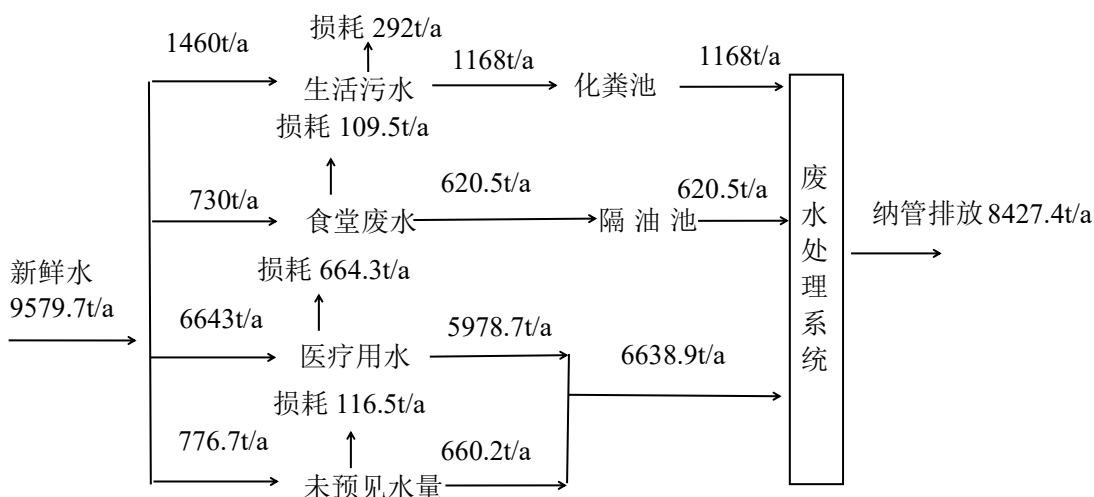 损耗 292t/a
1460t/a
1168t/a
1168t/a
生活污水
化粪池
损耗 109.5t/a
730t/a
620.5t/a
620.5t/a
食堂废水
隔油池
废水处理系统
纳管排放 8427.4t/a
新鲜水
9579.7t/a
损耗 664.3t/a
6643t/a
5978.7t/a
医疗用水
6638.9t/a
损耗 116.5t/a
776.7t/a
660.2t/a
未预见水量